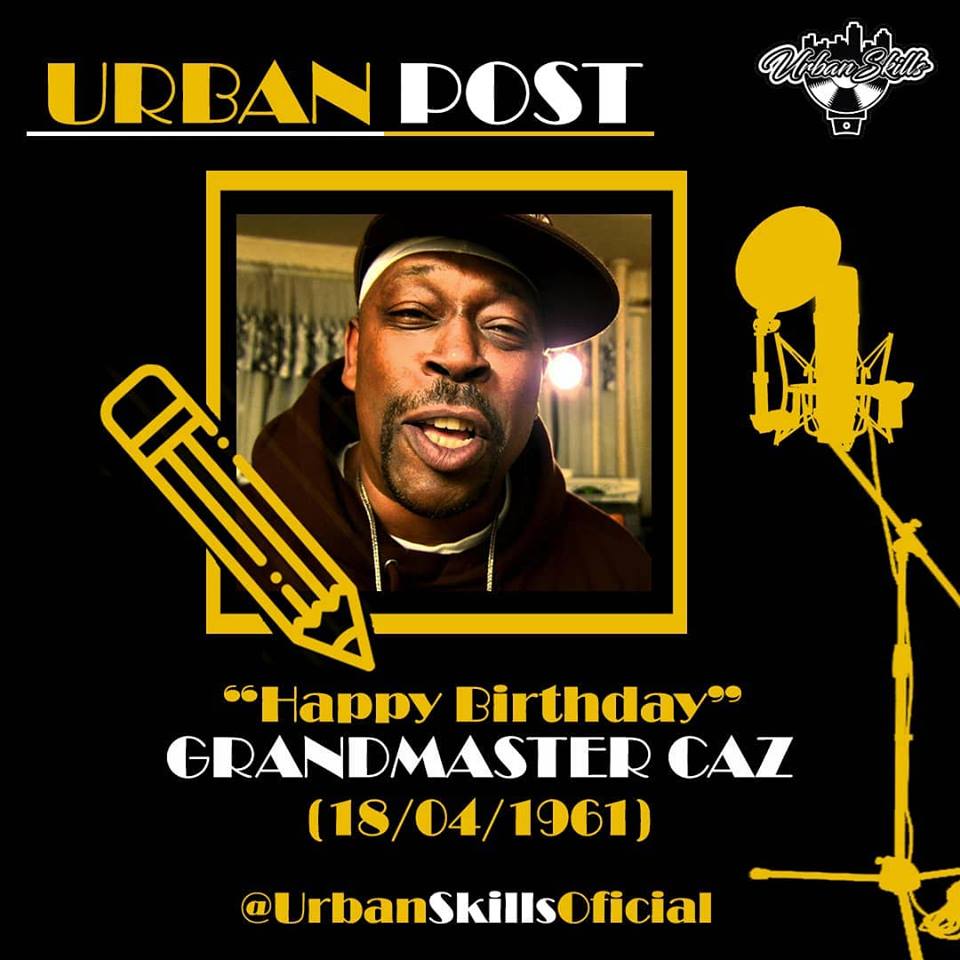 URBAN POST
Urban Skills
“Happy Birthday”
GRANDMASTER CAZ
(18/04/1961)
@UrbanSkillsOficial